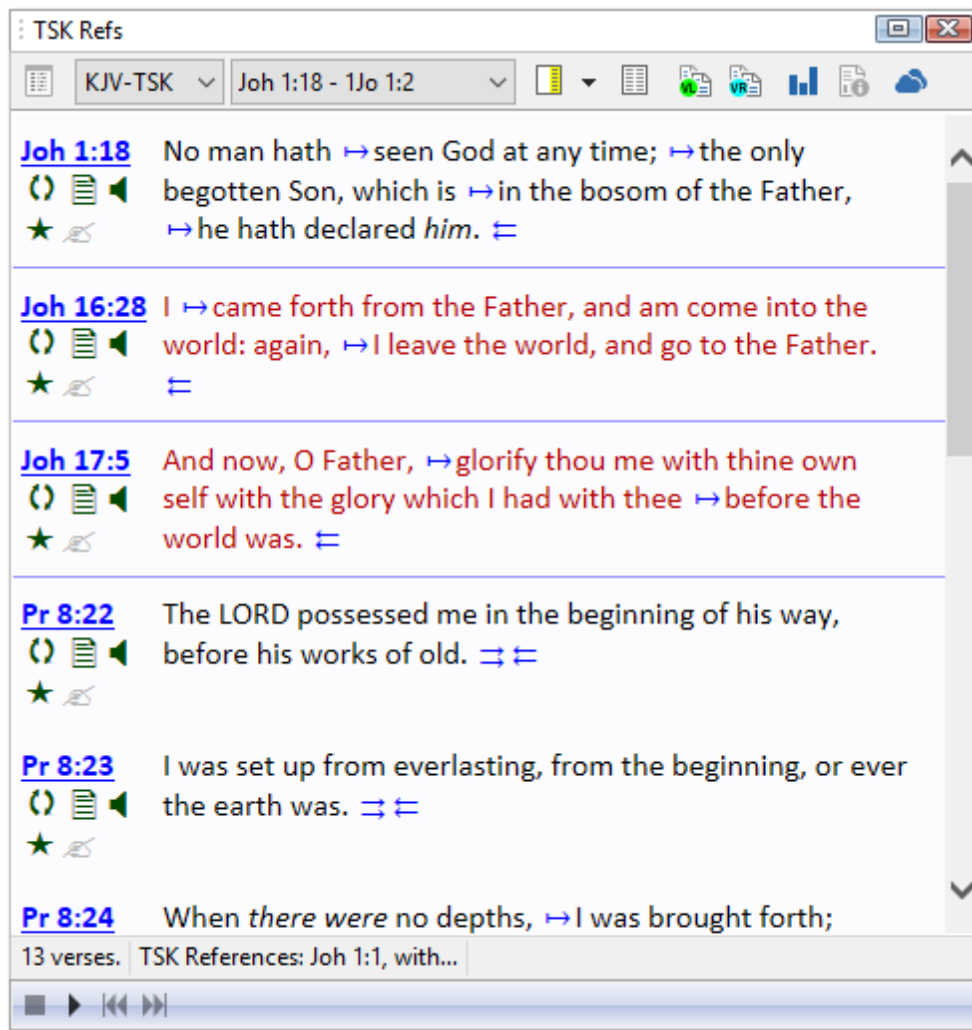 TSK Refs
KJV-TSK Joh 1:18 - 1Jo 1:2 VL VR
Joh 1:18 No man hath ↦seen God at any time; ↦the only
begotten Son, which is ↦in the bosom of the Father,
↦he hath declared him. ⇇
Joh 16:28 I ↦came forth from the Father, and am come into the
world: again, ↦I leave the world, and go to the Father.
⇇
Joh 17:5 And now, O Father, ↦glorify thou me with thine own
self with the glory which I had with thee ↦before the
world was. ⇇
Pr 8:22 The LORD possessed me in the beginning of his way,
before his works of old. ⇉ ⇇
Pr 8:23 I was set up from everlasting, from the beginning, or ever
the earth was. ⇉ ⇇
Pr 8:24 When there were no depths, ↦I was brought forth;
13 verses. TSK References: Joh 1:1, with...